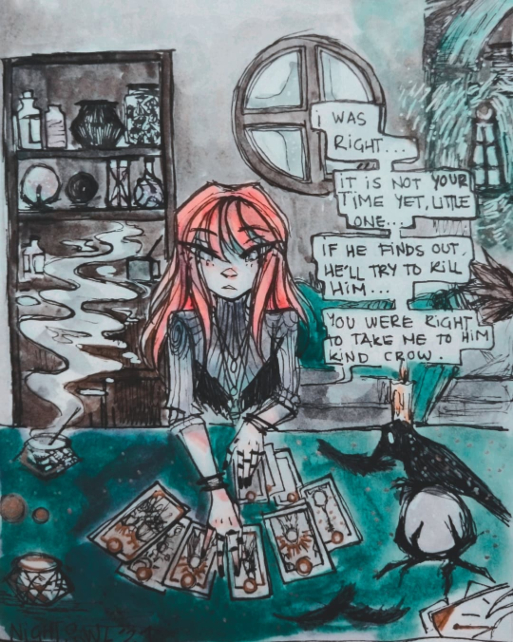 i WAS
RiGHT...
iT iS NOT YOUR
TiME YET, LiTTLE
ONE...
iF HE FiNDS OUT,
HE'LL TRY TO KiLL
HiM...
YOU WERE RiGHT
TO TAKE ME TO HiM
KiND CROW.